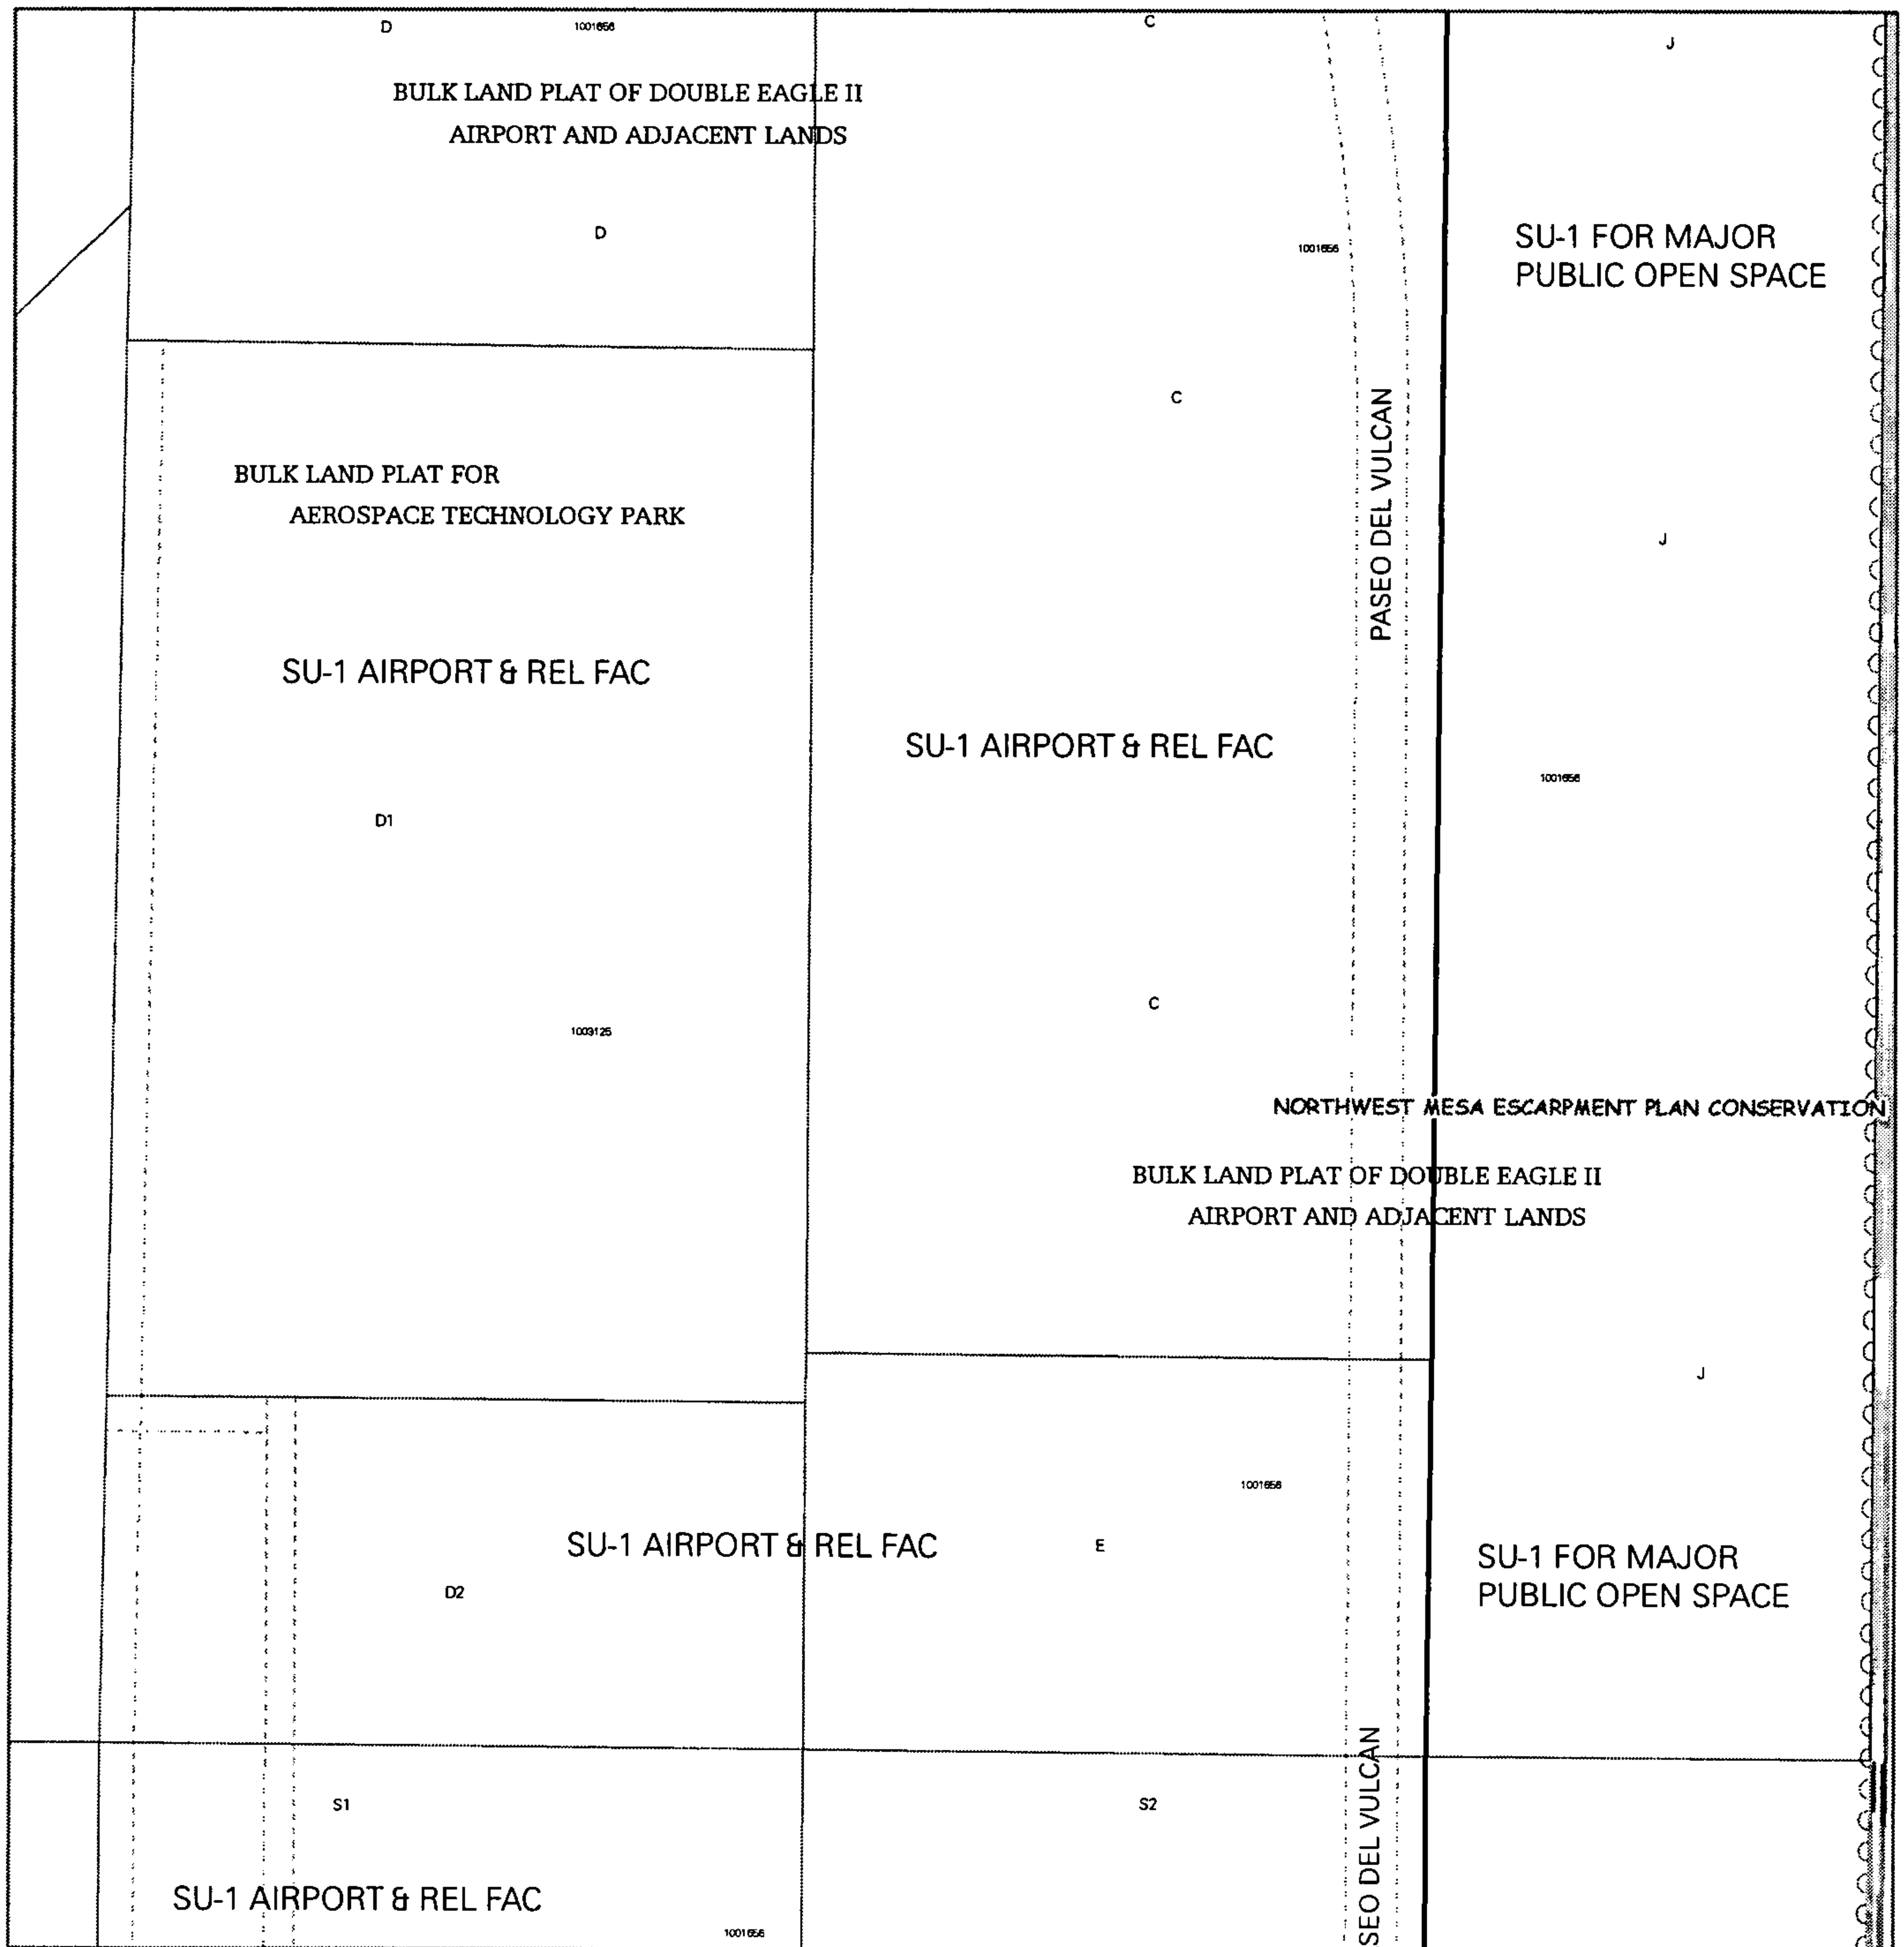 D
1001656
C
J
BULK LAND PLAT OF DOUBLE EAGLE II
AIRPORT AND ADJACENT LANDS
D
1001656
SU-1 FOR MAJOR
PUBLIC OPEN SPACE
C
PASEO DEL VULCAN
BULK LAND PLAT FOR
AEROSPACE TECHNOLOGY PARK
J
SU-1 AIRPORT & REL FAC
SU-1 AIRPORT & REL FAC
1001656
D1
C
1003125
NORTHWEST MESA ESCARPMENT PLAN CONSERVATION
BULK LAND PLAT OF DOUBLE EAGLE II
AIRPORT AND ADJACENT LANDS
J
1001656
SU-1 AIRPORT & REL FAC
E
SU-1 FOR MAJOR
PUBLIC OPEN SPACE
D2
S1
S2
SEO DEL VULCAN
SU-1 AIRPORT & REL FAC
1001656